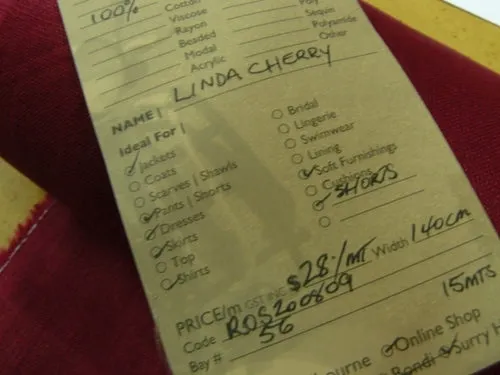 Cotton
100% Viscose
Rayon
Beaded
Modal
Acrylic
Poly
Sequin
Polyamide
Other
NAME | LINDA CHERRY
Ideal For |
Jackets
Coats
Scarves | Shawls
Pants | Shorts
Dresses
Skirts
Top
Shirts
Bridal
Lingerie
Swimwear
Lining
Soft Furnishings
Cushions
SHORTS
PRICE/m GST INC $28·/MT Width 140cm
Code ROS200809
Bay # 56
15MTS
Online Shop
Bondi
Surry H